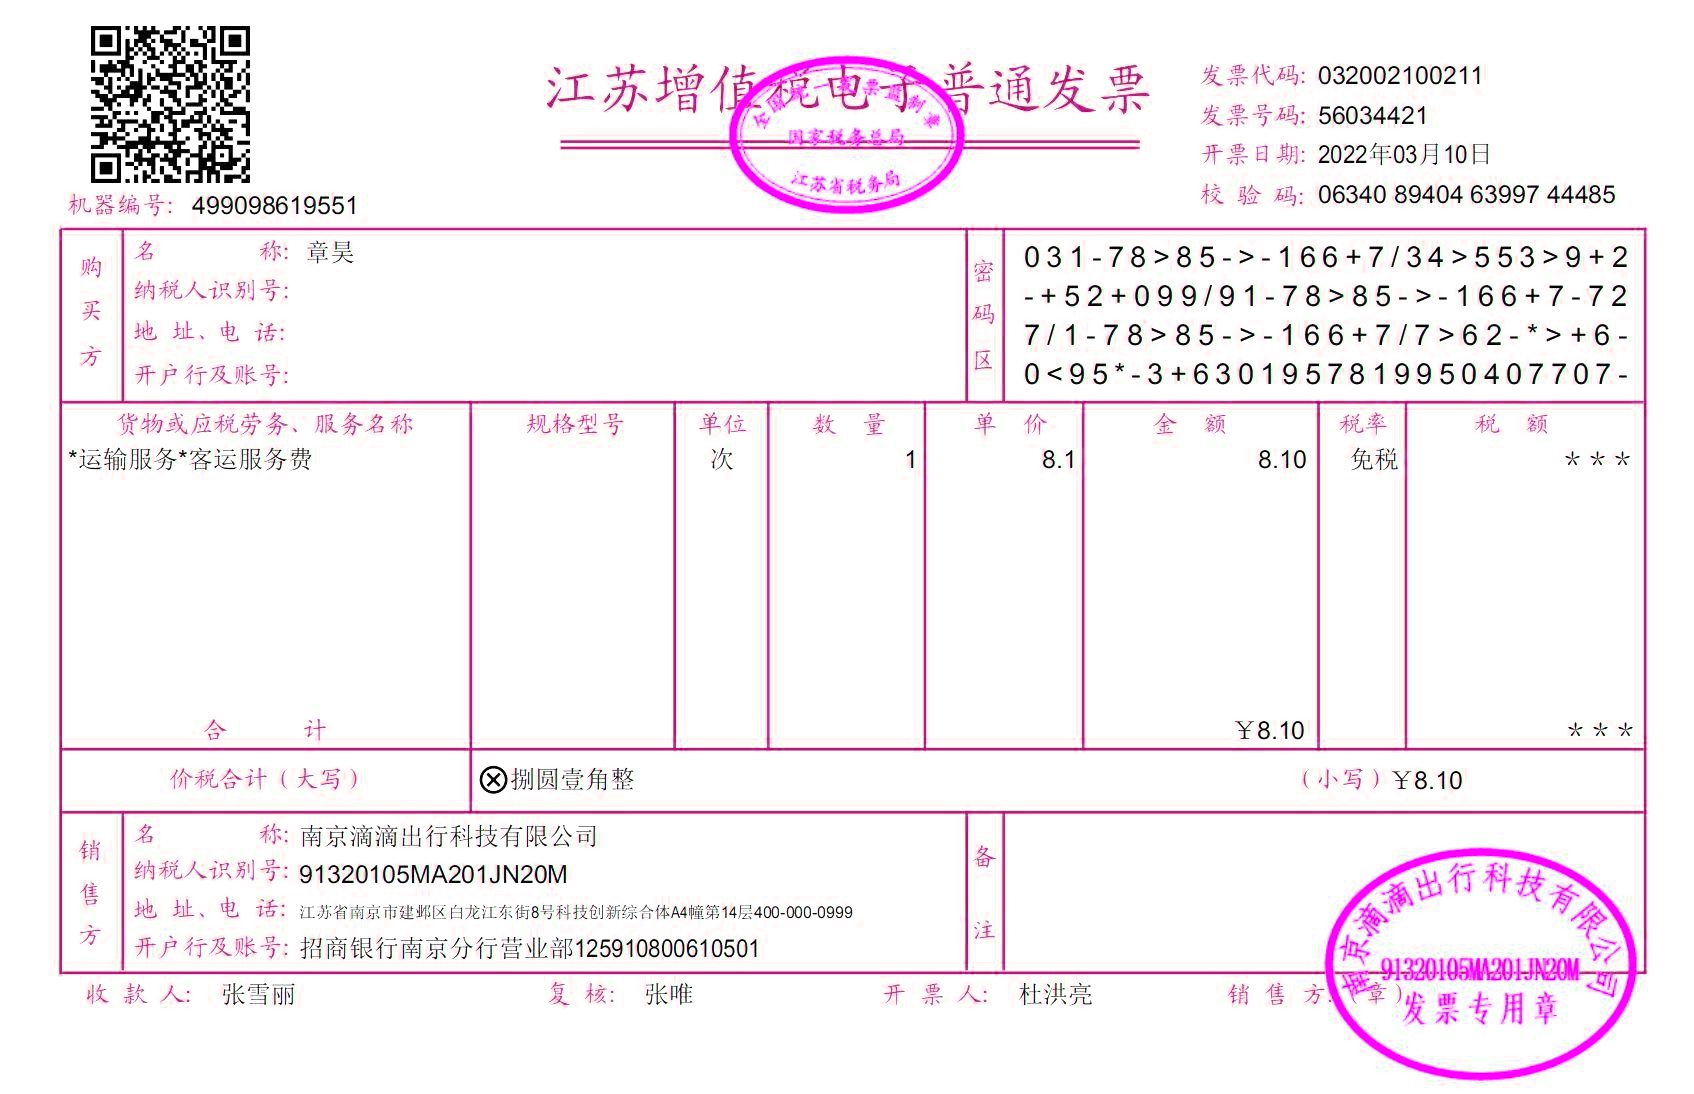 江苏增值税电子普通发票
全国统一发票监制章
国家税务总局
江苏省税务局
发票代码: 032002100211
发票号码: 56034421
开票日期: 2022年03月10日
校 验 码: 06340 89404 63997 44485
机器编号: 499098619551
购买方
名 称: 章昊
纳税人识别号:
地 址、电 话:
开户行及账号:
密码区
031-78>85->-166+7/34>553>9+2
-+52+099/91-78>85->-166+7-72
7/1-78>85->-166+7/7>62-*>+6-
0<95*-3+6301957819950407707-
货物或应税劳务、服务名称 规格型号 单位 数 量 单 价 金 额 税率 税 额
*运输服务*客运服务费 次 1 8.1 8.10 免税 ***
合 计 ¥8.10 ***
价税合计(大写) ⊗捌圆壹角整 (小写)¥8.10
销售方
名 称: 南京滴滴出行科技有限公司
纳税人识别号: 91320105MA201JN20M
地 址、电 话: 江苏省南京市建邺区白龙江东街8号科技创新综合体A4幢第14层400-000-0999
开户行及账号: 招商银行南京分行营业部125910800610501
备注
收 款 人: 张雪丽 复 核: 张唯 开 票 人: 杜洪亮 销 售 方:(章)
南京滴滴出行科技有限公司
91320105MA201JN20M
发票专用章